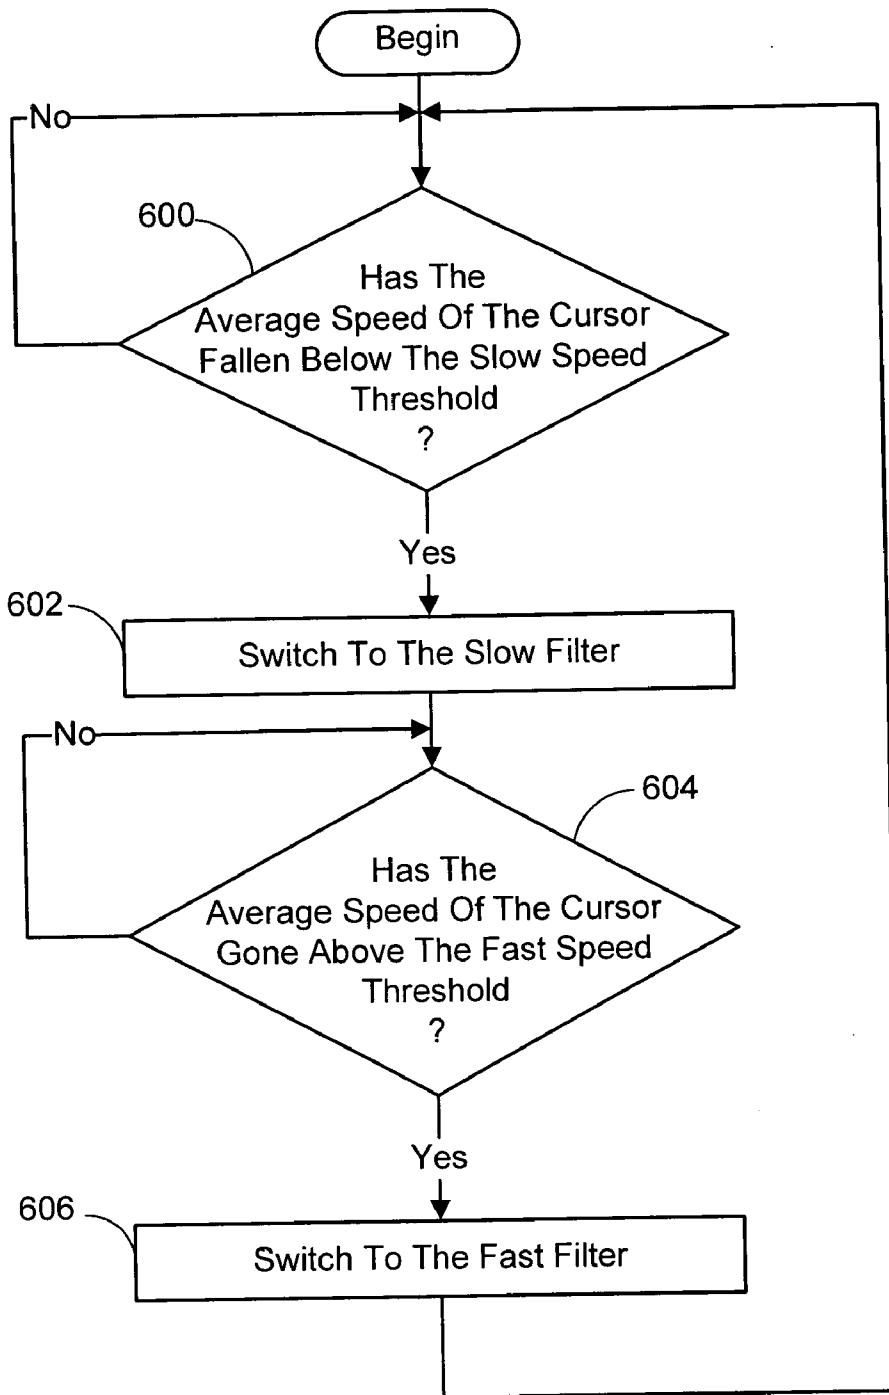 Begin
No
600
Has The
Average Speed Of The Cursor
Fallen Below The Slow Speed
Threshold
?
Yes
602
Switch To The Slow Filter
No
604
Has The
Average Speed Of The Cursor
Gone Above The Fast Speed
Threshold
?
Yes
606
Switch To The Fast Filter